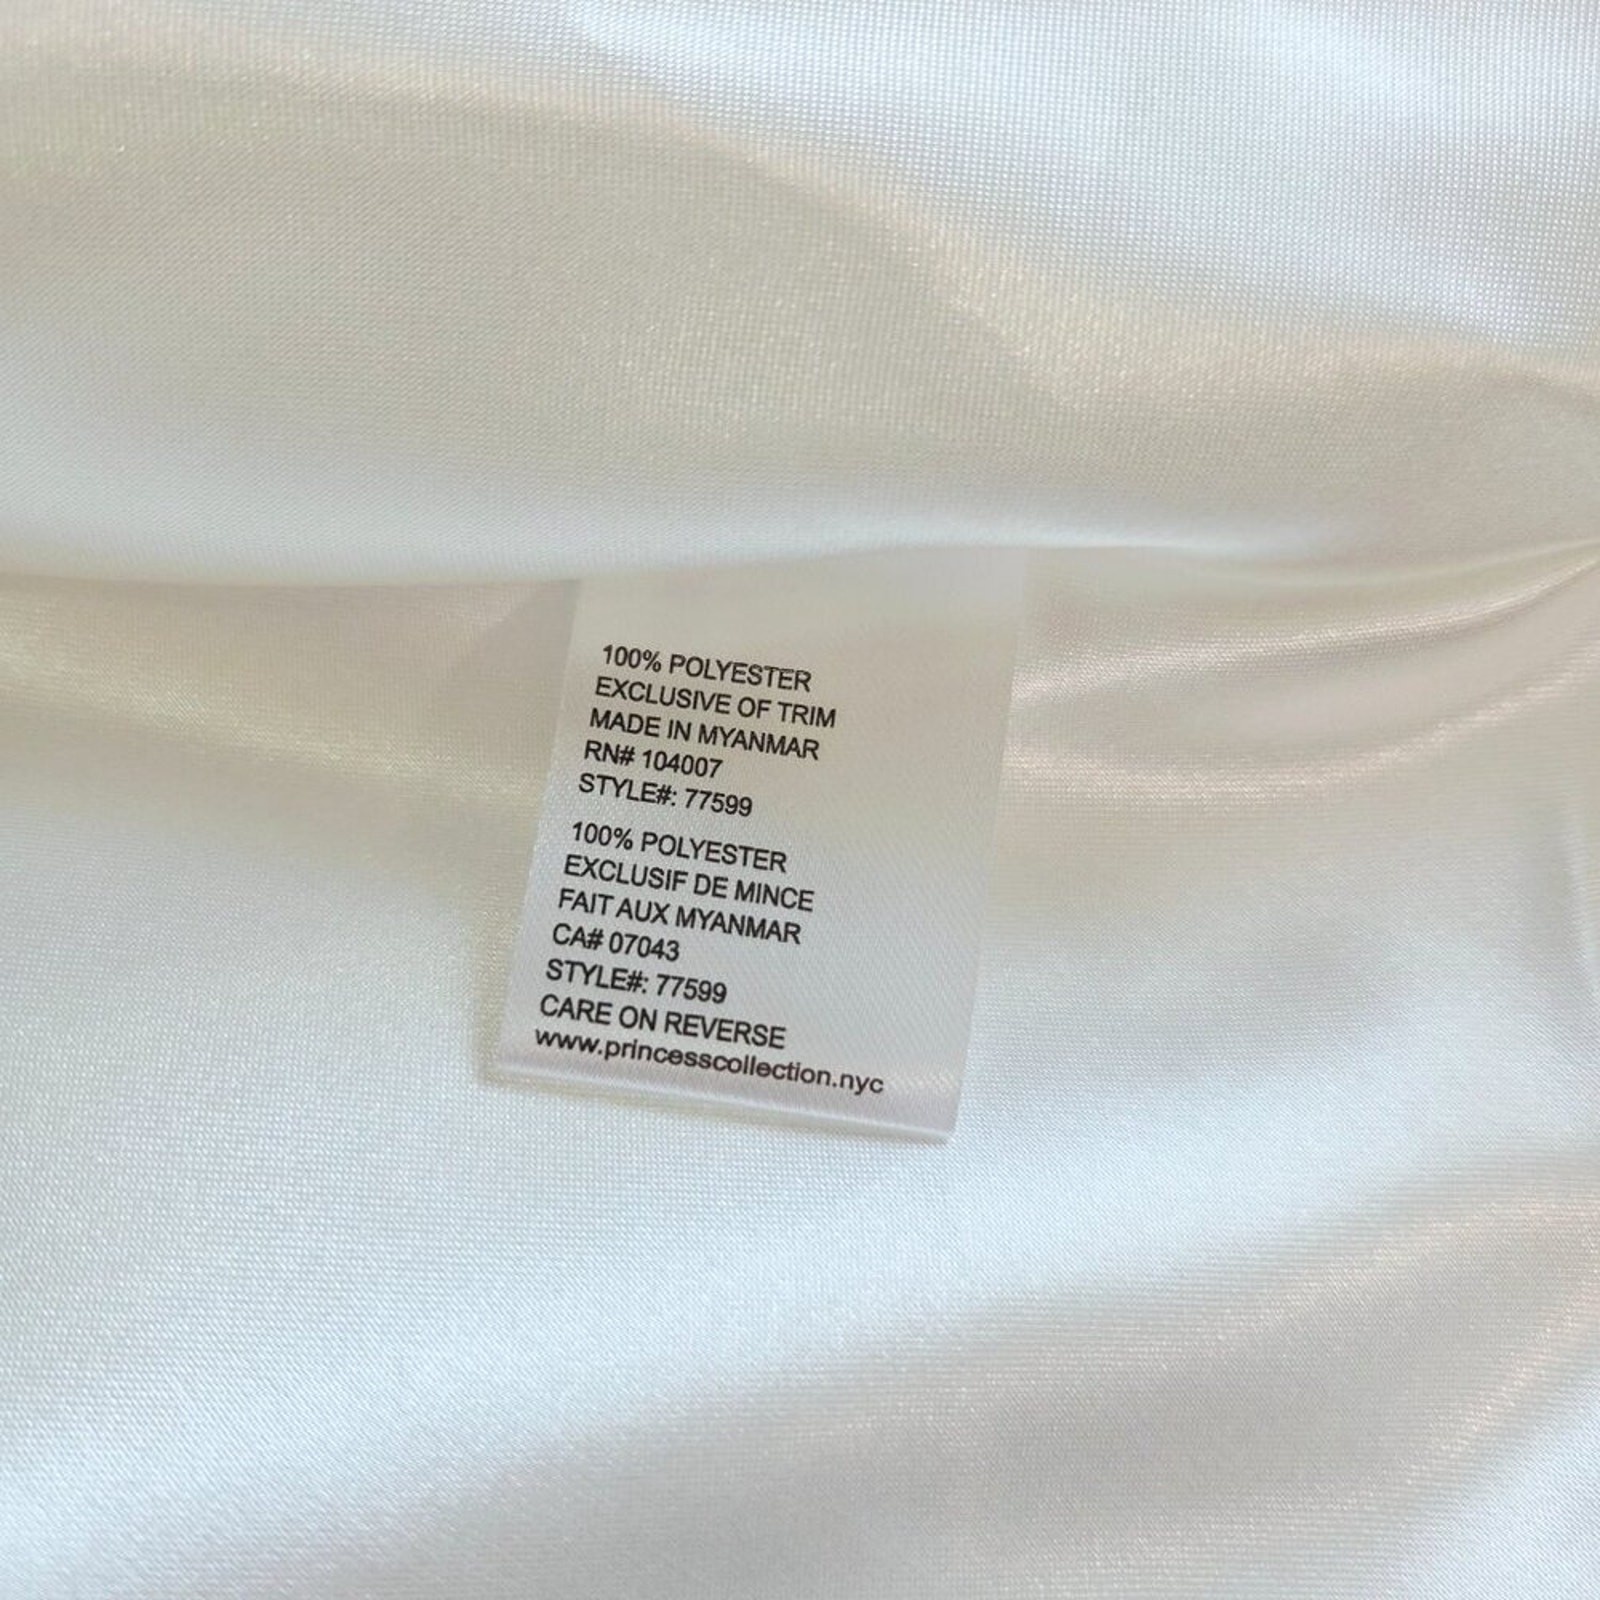 100% POLYESTER
EXCLUSIVE OF TRIM
MADE IN MYANMAR
RN# 104007
STYLE#: 77599
100% POLYESTER
EXCLUSIF DE MINCE
FAIT AUX MYANMAR
CA# 07043
STYLE#: 77599
CARE ON REVERSE
www.princesscollection.nyc